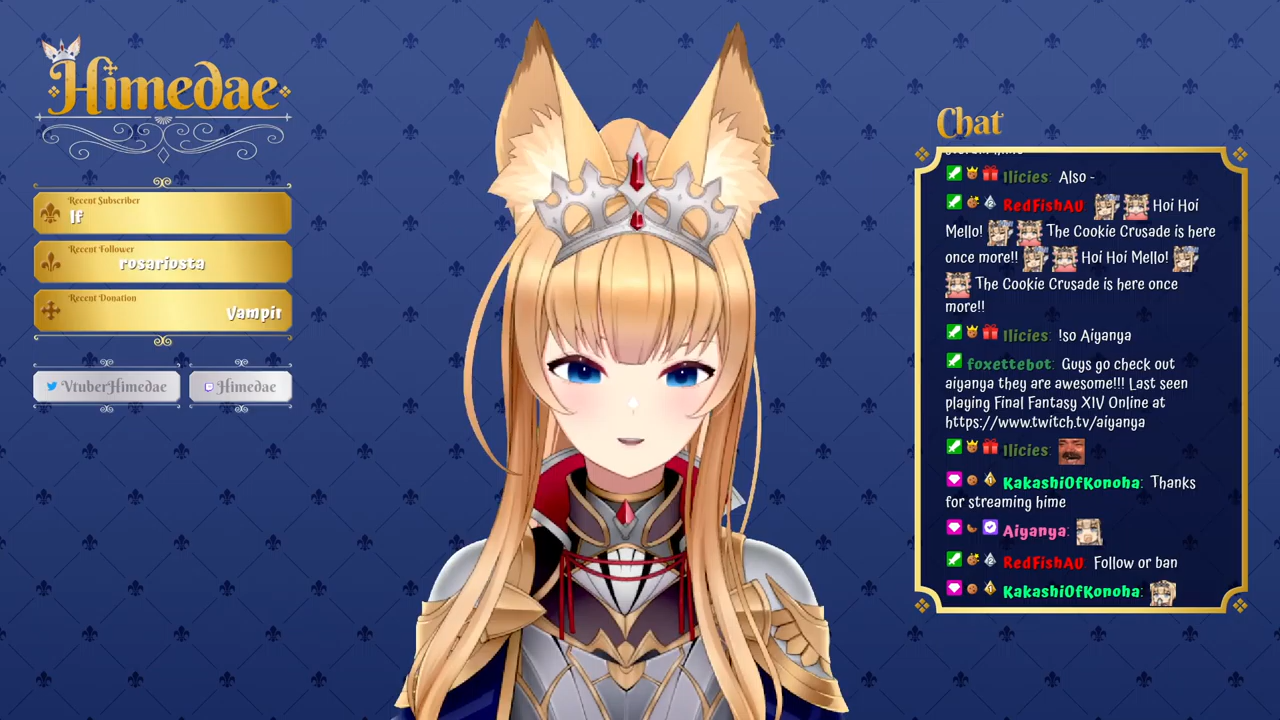 Himedae
Recent Subscriber
lf
Recent Follower
rosariosta
Recent Donation
Vampir
VtuberHimedae
Himedae
Chat
Ilicies: Also -
RedFishAU: Hoi Hoi
Mello! The Cookie Crusade is here
once more!! Hoi Hoi Mello!
The Cookie Crusade is here once
more!!
Ilicies: !so Aiyanya
foxettebot: Guys go check out
aiyanya they are awesome!!! Last seen
playing Final Fantasy XIV Online at
https://www.twitch.tv/aiyanya
Ilicies:
KakashiOfKonoha: Thanks
for streaming hime
Aiyanya:
RedFishAU: Follow or ban
KakashiOfKonoha: